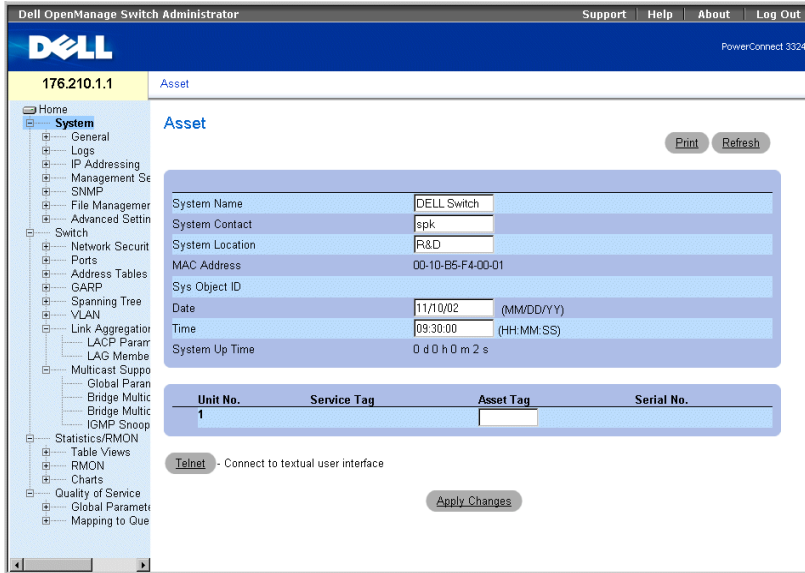 Dell OpenManage Switch Administrator
Support | Help | About | Log Out
DELL
PowerConnect 3324
176.210.1.1
Asset
Home
System
General
Logs
IP Addressing
Management Se
SNMP
File Managemer
Advanced Settin
Switch
Network Securit
Ports
Address Tables
GARP
Spanning Tree
VLAN
Link Aggregation
LACP Param
LAG Membe
Multicast Suppo
Global Paran
Bridge Multic
Bridge Multic
IGMP Snoop
Statistics/RMON
Table Views
RMON
Charts
Quality of Service
Global Paramete
Mapping to Que
Asset
Print Refresh
System Name DELL Switch
System Contact spk
System Location R&D
MAC Address 00-10-B5-F4-00-01
Sys Object ID
Date 11/10/02 (MM/DD/YY)
Time 09:30:00 (HH:MM:SS)
System Up Time 0 d 0 h 0 m 2 s
Unit No. Service Tag Asset Tag Serial No.
1
Telnet - Connect to textual user interface
Apply Changes